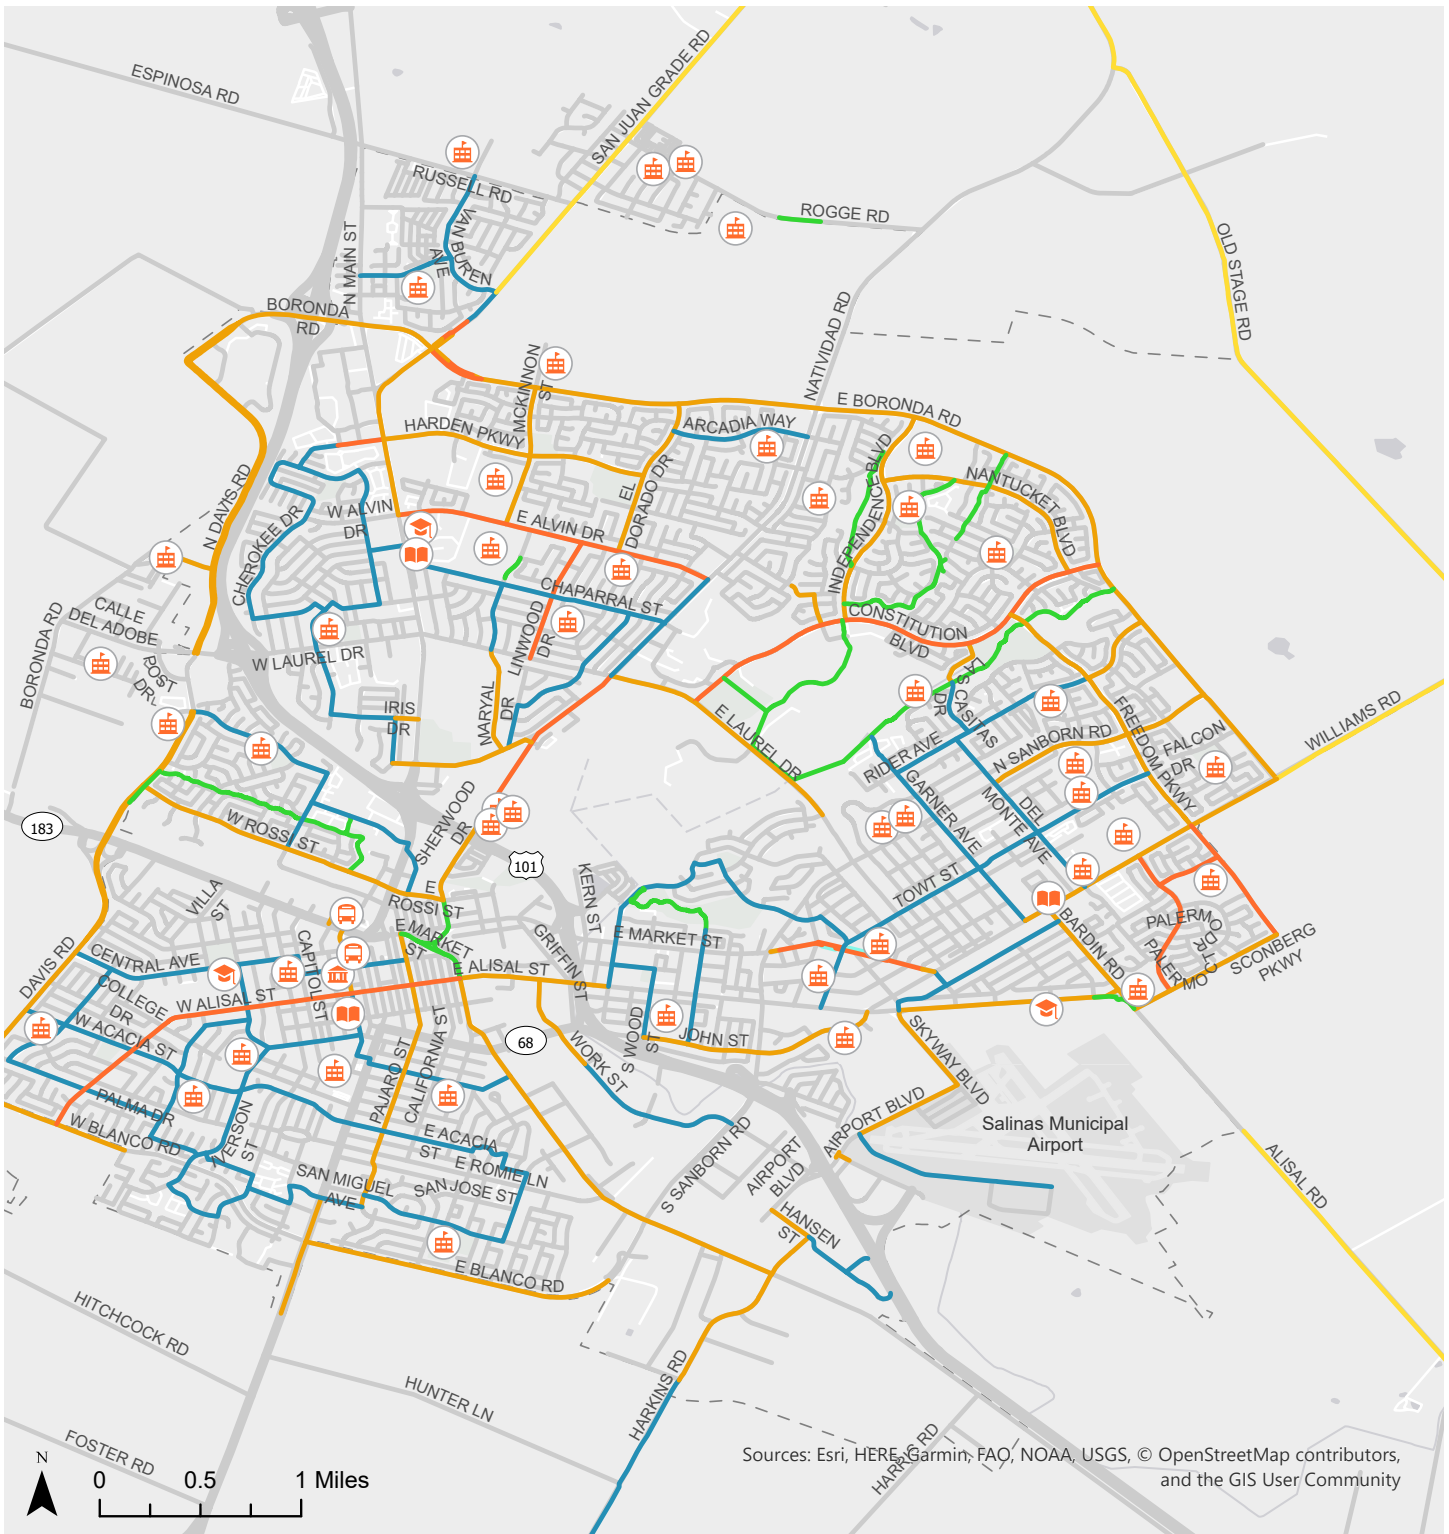 ESPINOSA RD
SAN JUAN GRADE RD
RUSSELL RD
ROGGE RD
VAN BUREN
AVE
N MAIN ST
OLD STAGE RD
BORONDA
RD
NATIVIDAD RD
MCKINNON
ST
E BORONDA RD
HARDEN PKWY
ARCADIA WAY
INDEPENDENCE BLVD
NANTUCKET BLVD
EL
DORADO DR
N DAVIS RD
W ALVIN
DR
E ALVIN DR
CHEROKEE DR
CHAPARRAL ST
CALLE
DEL ADOBE
BORONDA RD
POST
DR
LINWOOD
DR
CONSTITUTION
BLVD
W LAUREL DR
LAS CASITAS
DR
IRIS
DR
MARYAL
DR
E LAUREL DR
FREEDOM PKWY
WILLIAMS RD
RIDER AVE
N SANBORN RD
FALCON
DR
GARNER AVE
DEL
MONTE AVE
SHERWOOD
DR
W ROSSI ST
183
101
KERN ST
TOWT ST
VILLA
ST
E
ROSSI ST
E MARKET
ST
E MARKET ST
GRIFFIN ST
BARDIN RD
PALERMO DR
PALERMO CT
SCONBERG
PKWY
DAVIS RD
CENTRAL AVE
CAPITOL ST
E ALISAL ST
COLLEGE
DR
W ALISAL ST
W ACACIA ST
68
S WOOD
ST
JOHN ST
WORK ST
SKYWAY BLVD
PAJARO ST
CALIFORNIA ST
PALMA DR
W BLANCO RD
IVERSON
ST
E ACACIA
ST
E ROMIE LN
AIRPORT BLVD
Salinas Municipal
Airport
AIRPORT
BLVD
S SANBORN RD
ALISAL RD
SAN MIGUEL
AVE
SAN JOSE ST
HANSEN
ST
E BLANCO RD
HITCHCOCK RD
HUNTER LN
HARKINS RD
HARRIS RD
FOSTER RD
N
0 0.5 1 Miles
Sources: Esri, HERE, Garmin, FAO, NOAA, USGS, © OpenStreetMap contributors,
and the GIS User Community